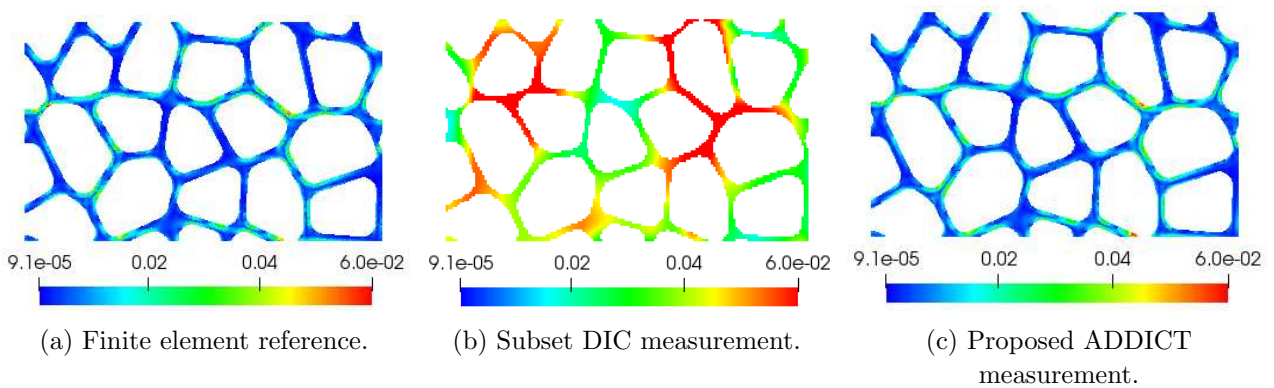 9.1e-05 0.02 0.04 6.0e-02
9.1e-05 0.02 0.04 6.0e-02
9.1e-05 0.02 0.04 6.0e-02
(a) Finite element reference.
(b) Subset DIC measurement.
(c) Proposed ADDICT
measurement.